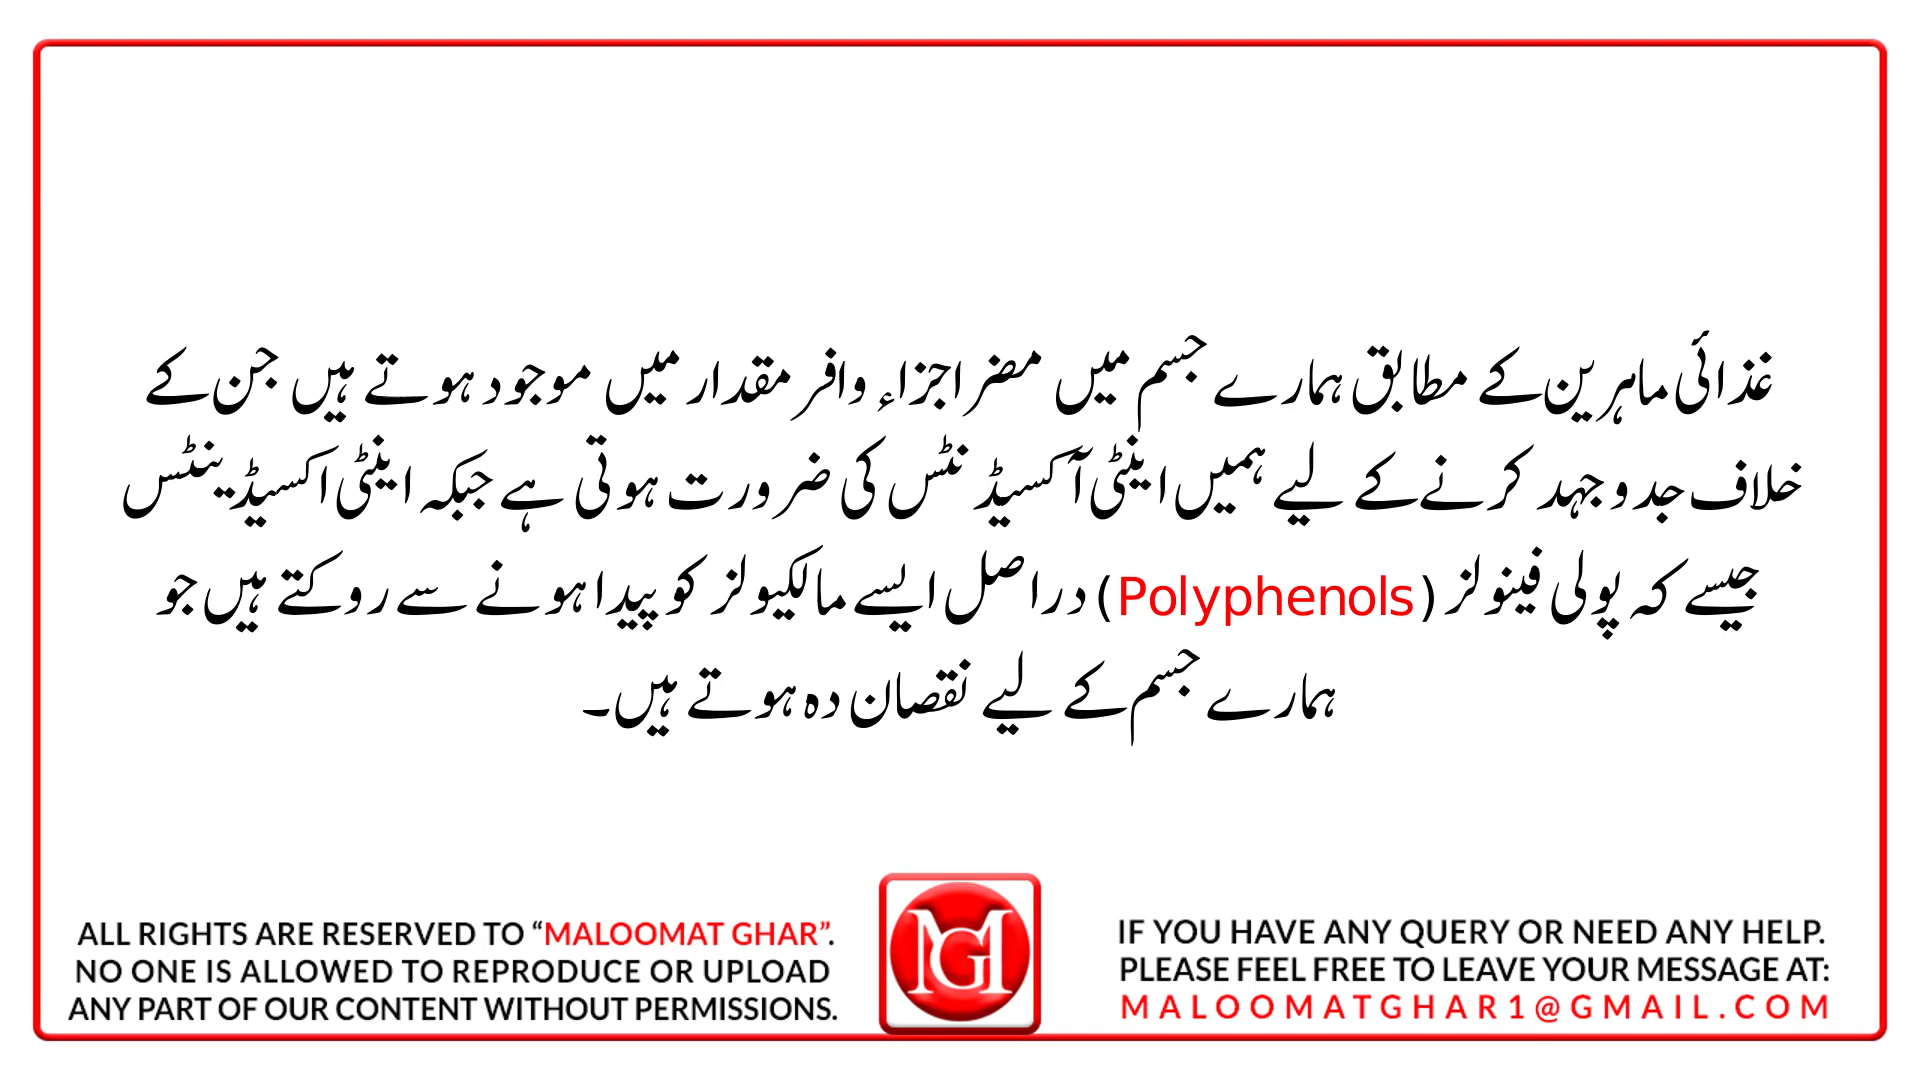 غذائی ماہرین کے مطابق ہمارے جسم میں مضر اجزاء وافر مقدار میں موجود ہوتے ہیں جن کے
خلاف جدوجہد کرنے کے لیے ہمیں اینٹی آکسیڈنٹس کی ضرورت ہوتی ہے جبکہ اینٹی اکسیڈینٹس
جیسے کہ پولی فینولز (Polyphenols) دراصل ایسے مالکیولز کو پیدا ہونے سے روکتے ہیں جو
ہمارے جسم کے لیے نقصان دہ ہوتے ہیں۔
ALL RIGHTS ARE RESERVED TO “MALOOMAT GHAR”.
NO ONE IS ALLOWED TO REPRODUCE OR UPLOAD
ANY PART OF OUR CONTENT WITHOUT PERMISSIONS.
MG
IF YOU HAVE ANY QUERY OR NEED ANY HELP.
PLEASE FEEL FREE TO LEAVE YOUR MESSAGE AT:
MALOOMATGHAR1@GMAIL.COM